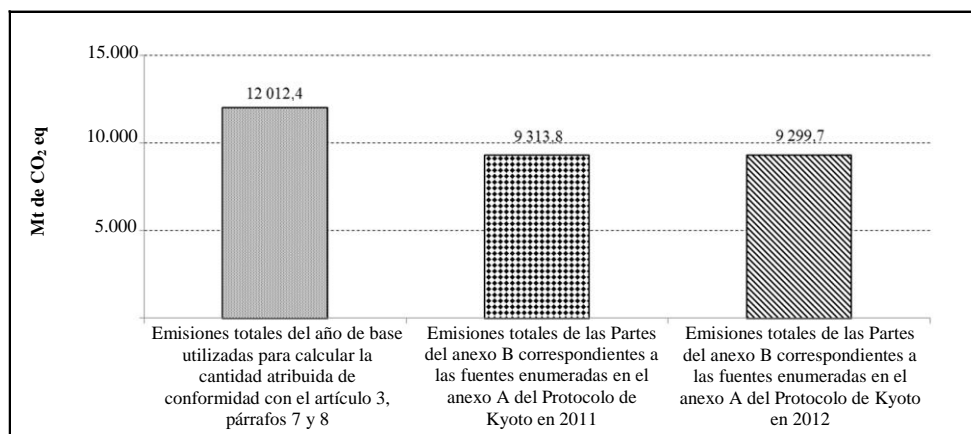 15.000
12 012,4
10.000
9 313,8
9 299,7
5.000
Mt de CO₂ eq
Emisiones totales del año de base
utilizadas para calcular la
cantidad atribuida de
conformidad con el artículo 3,
párrafos 7 y 8
Emisiones totales de las Partes
del anexo B correspondientes a
las fuentes enumeradas en el
anexo A del Protocolo de
Kyoto en 2011
Emisiones totales de las Partes
del anexo B correspondientes a
las fuentes enumeradas en el
anexo A del Protocolo de Kyoto
en 2012